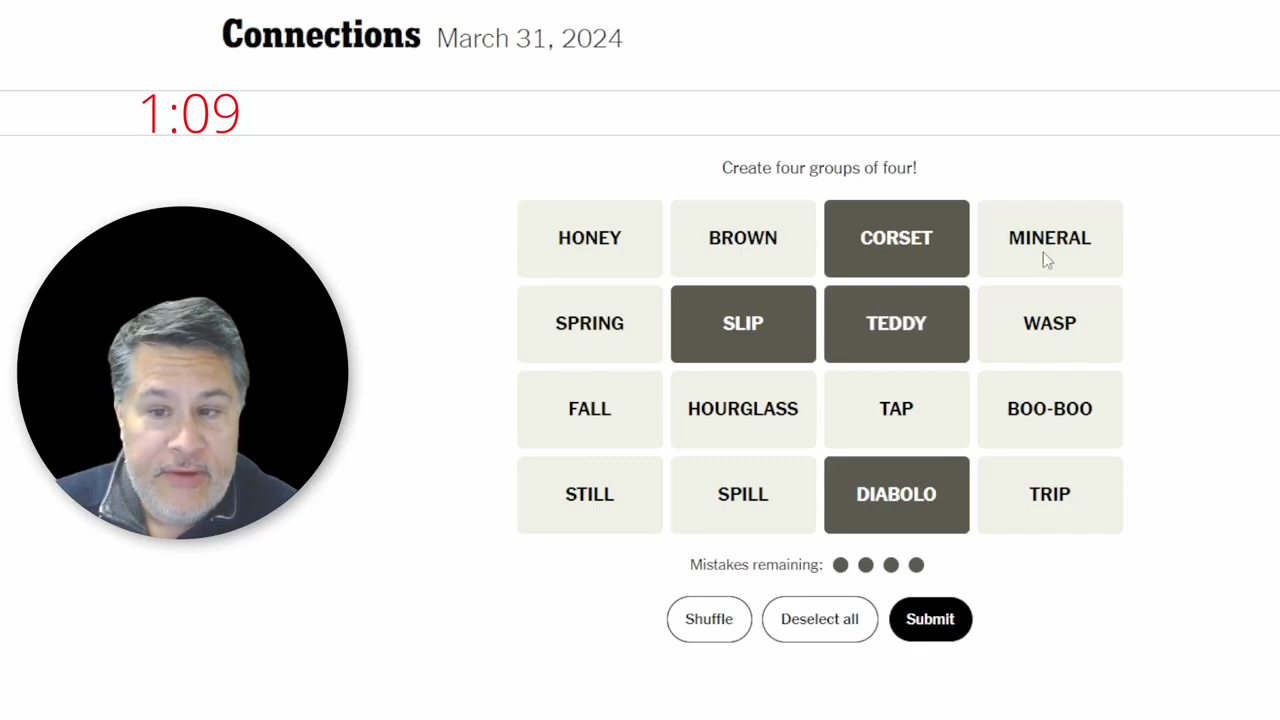 Connections March 31, 2024
1:09
Create four groups of four!
HONEY BROWN CORSET MINERAL
SPRING SLIP TEDDY WASP
FALL HOURGLASS TAP BOO-BOO
STILL SPILL DIABOLO TRIP
Mistakes remaining:
Shuffle Deselect all Submit